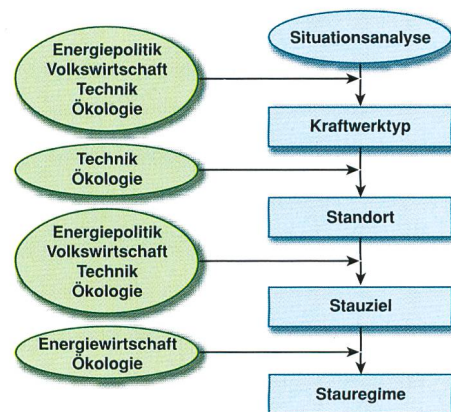 Energiepolitik
Volkswirtschaft
Technik
Ökologie
Situationsanalyse
Kraftwerktyp
Technik
Ökologie
Standort
Energiepolitik
Volkswirtschaft
Technik
Ökologie
Stauziel
Energiewirtschaft
Ökologie
Stauregime